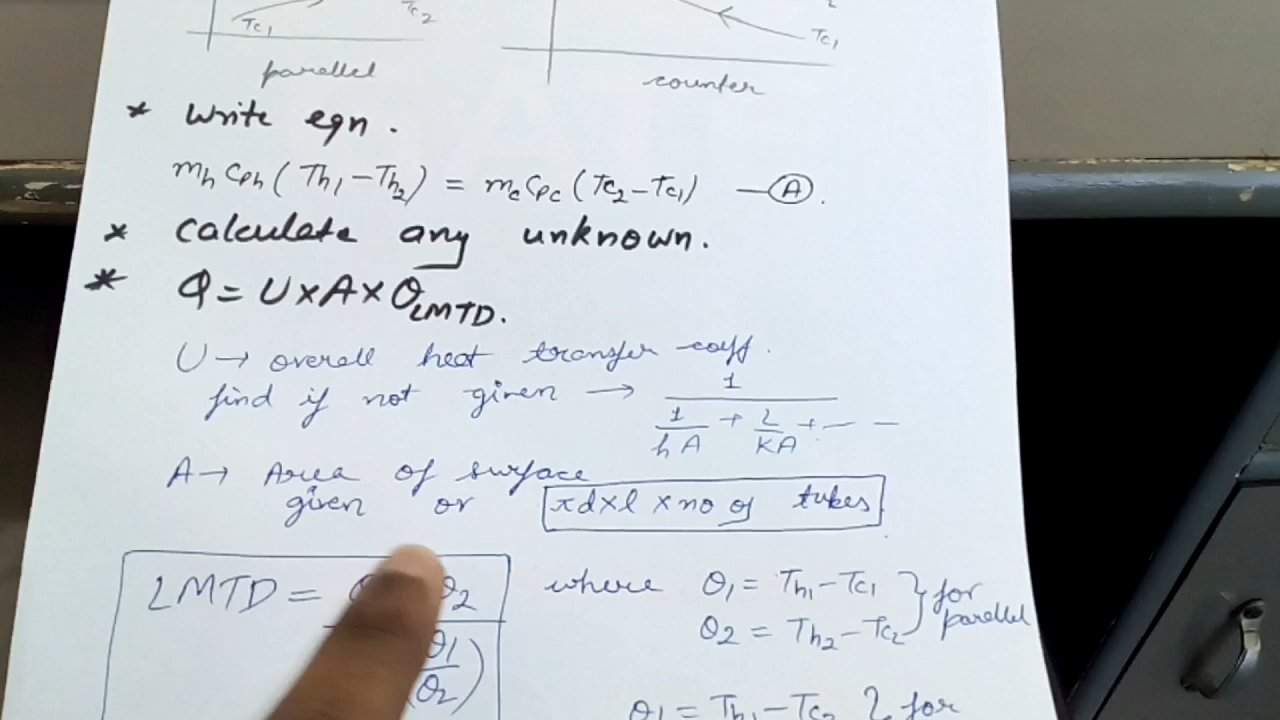 Tc1 Tc2
Tc1
parallel
counter
* Write eqn.
mh Cph (Th1 - Th2) = mc Cpc (Tc2 - Tc1) — A.
* calculate any unknown.
* Q = U × A × θLMTD.
U → overall heat transfer coeff.
find if not given → 1 / (1/hA + L/KA + - - -
A → Area of surface
given or πd×l × no of tubes
LMTD = θ2
θ1/θ2)
where θ1 = Th1 - Tc1 } for
θ2 = Th2 - Tc2 parallel
θ1 = Th1 - Tc2 } for